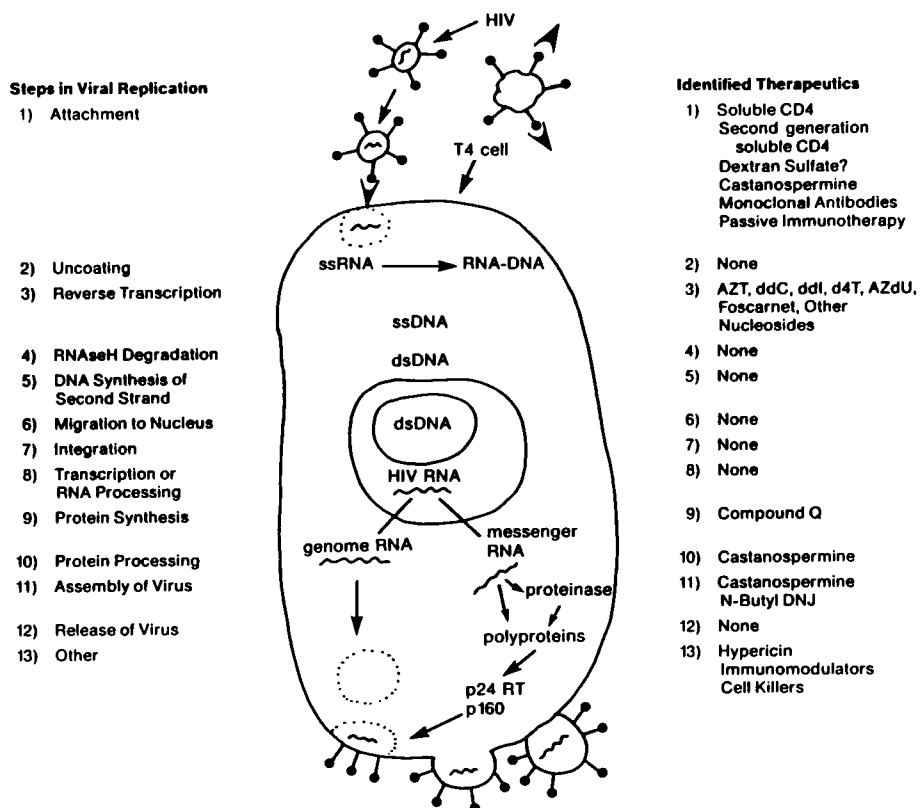 HIV
Steps in Viral Replication
1) Attachment
2) Uncoating
3) Reverse Transcription
4) RNAseH Degradation
5) DNA Synthesis of
Second Strand
6) Migration to Nucleus
7) Integration
8) Transcription or
RNA Processing
9) Protein Synthesis
10) Protein Processing
11) Assembly of Virus
12) Release of Virus
13) Other
T4 cell
ssRNA
RNA-DNA
ssDNA
dsDNA
dsDNA
HIV RNA
genome RNA
messenger
RNA
proteinase
polyproteins
p24 RT
p160
Identified Therapeutics
1) Soluble CD4
Second generation
soluble CD4
Dextran Sulfate?
Castanospermine
Monoclonal Antibodies
Passive Immunotherapy
2) None
3) AZT, ddC, ddI, d4T, AZdU,
Foscarnet, Other
Nucleosides
4) None
5) None
6) None
7) None
8) None
9) Compound Q
10) Castanospermine
11) Castanospermine
N-Butyl DNJ
12) None
13) Hypericin
Immunomodulators
Cell Killers